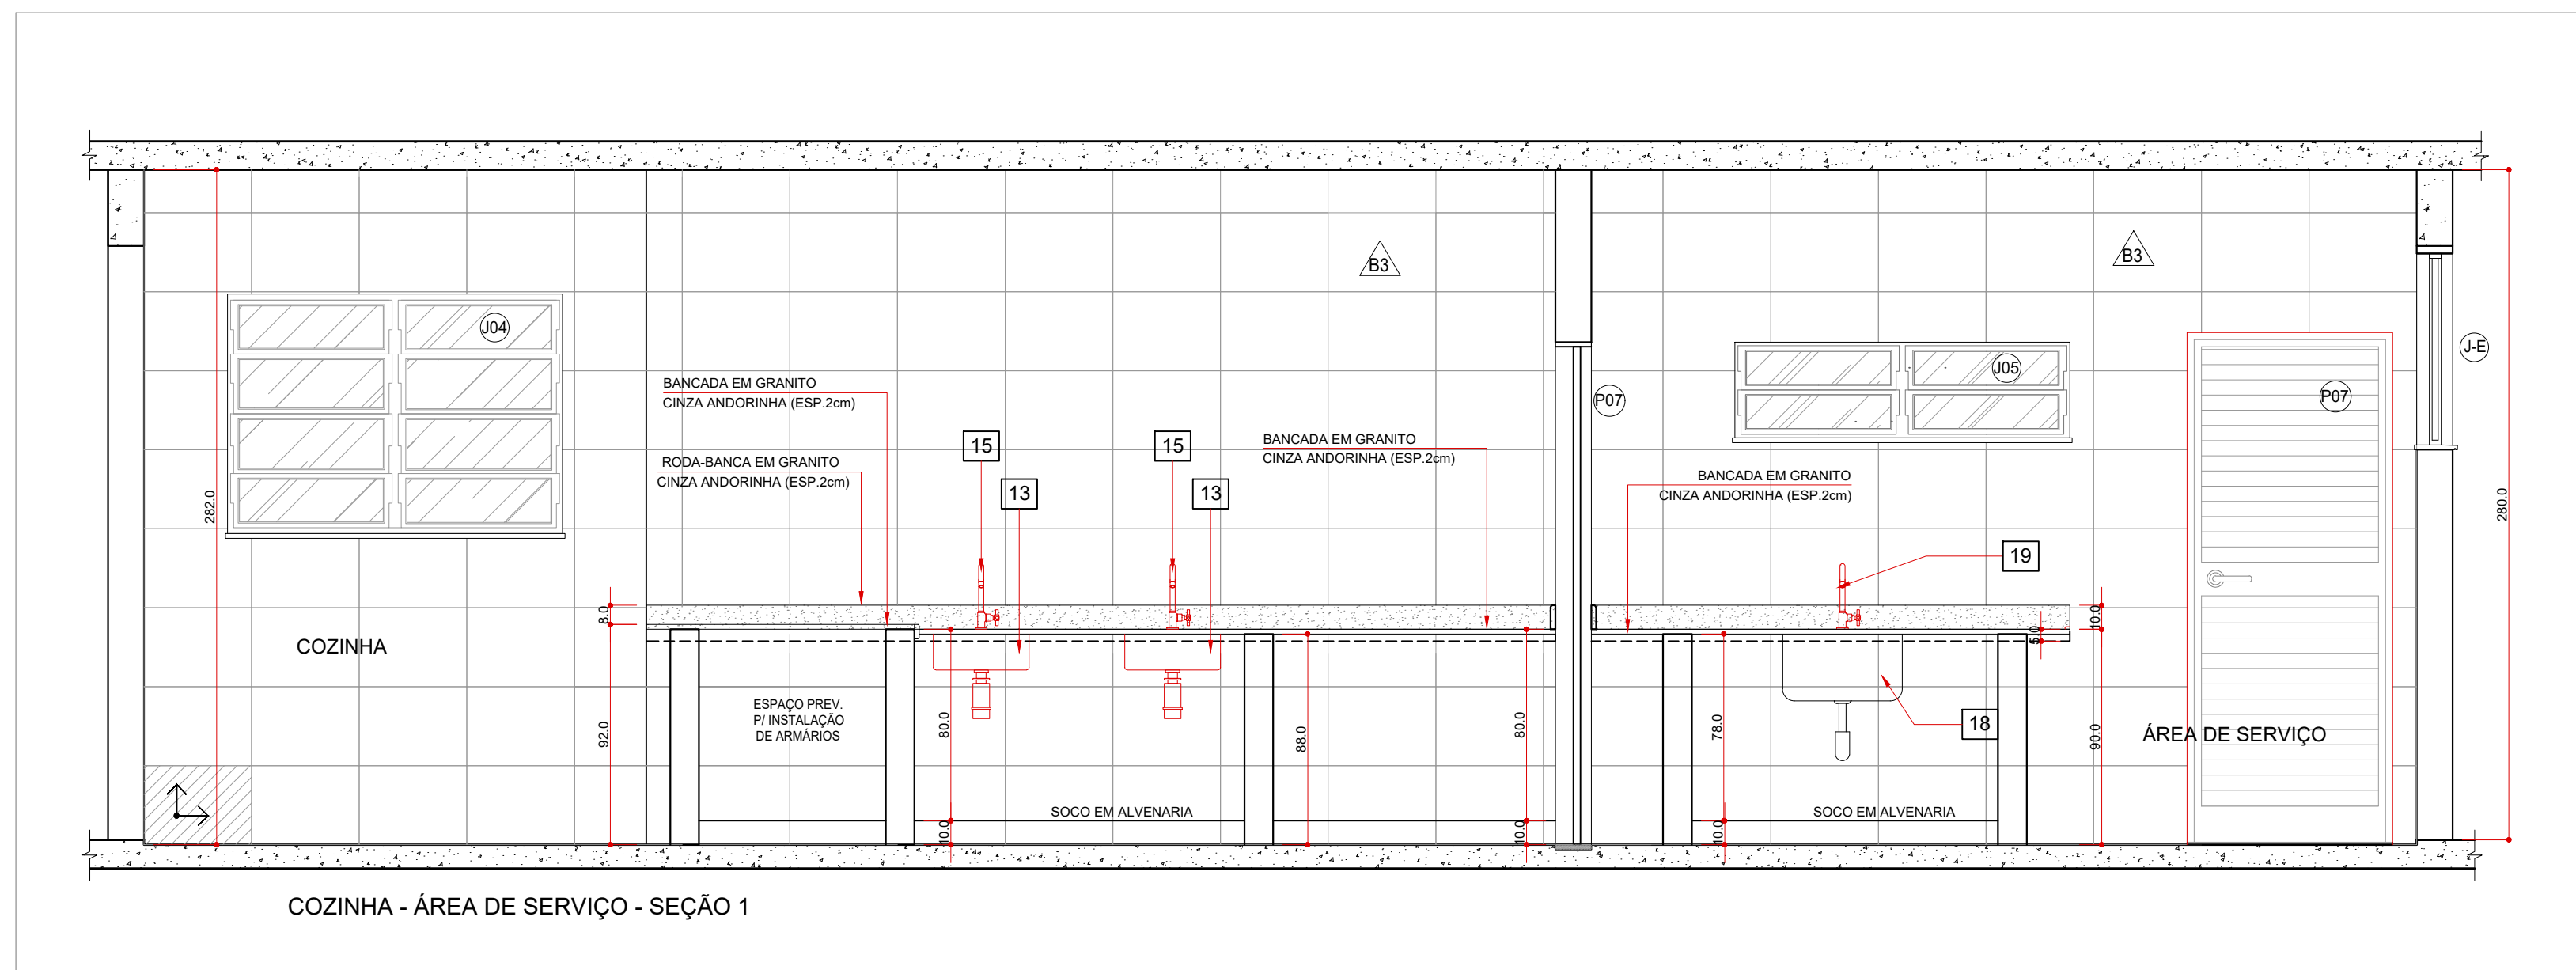 B3
B3
J04
J-E
J05
BANCADA EM GRANITO
CINZA ANDORINHA (ESP.2cm)
P07
P07
15
15
BANCADA EM GRANITO
CINZA ANDORINHA (ESP.2cm)
RODA-BANCA EM GRANITO
CINZA ANDORINHA (ESP.2cm)
BANCADA EM GRANITO
CINZA ANDORINHA (ESP.2cm)
13
13
282.0
280.0
19
8.0
10.0
5.0
COZINHA
ESPAÇO PREV.
P/ INSTALAÇÃO
DE ARMÁRIOS
92.0
80.0
88.0
80.0
78.0
18
90.0
ÁREA DE SERVIÇO
SOCO EM ALVENARIA
SOCO EM ALVENARIA
10.0
10.0
10.0
COZINHA - ÁREA DE SERVIÇO - SEÇÃO 1